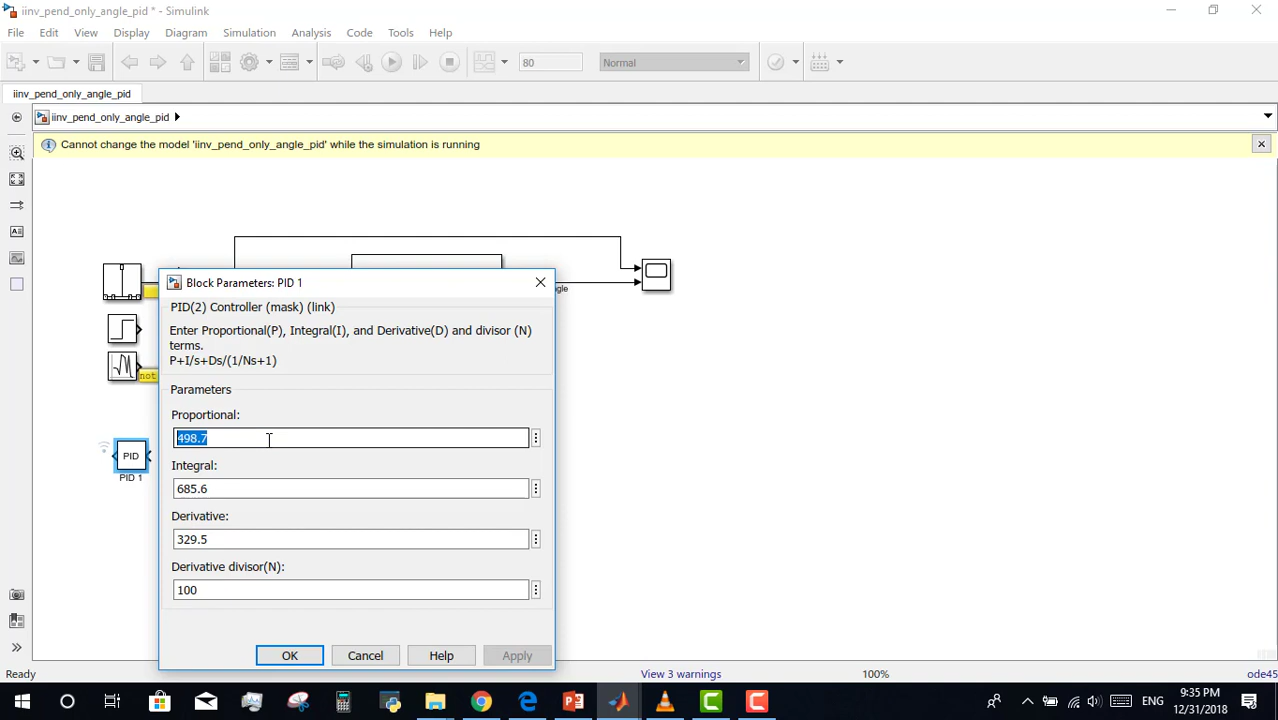 iinv_pend_only_angle_pid * - Simulink
File Edit View Display Diagram Simulation Analysis Code Tools Help
80
Normal
iinv_pend_only_angle_pid
iinv_pend_only_angle_pid
Cannot change the model 'iinv_pend_only_angle_pid' while the simulation is running
Block Parameters: PID 1
PID(2) Controller (mask) (link)
Enter Proportional(P), Integral(I), and Derivative(D) and divisor (N)
terms.
P+I/s+Ds/(1/Ns+1)
Parameters
Proportional:
498.7
Integral:
685.6
Derivative:
329.5
Derivative divisor(N):
100
OK Cancel Help Apply
not
PID
PID 1
Ready
View 3 warnings
100%
ode45
ENG
9:35 PM
12/31/2018